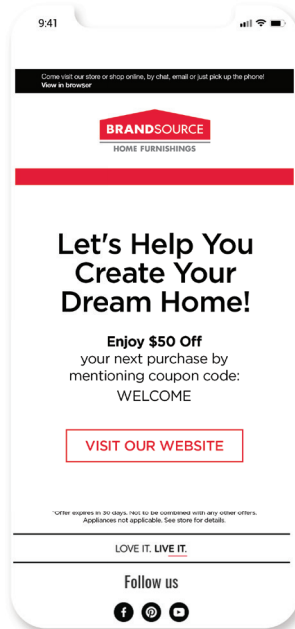 9:41
Come visit our store or shop online, by chat, email or just pick up the phone!
View in browser
BRANDSOURCE
HOME FURNISHINGS
Let's Help You
Create Your
Dream Home!
Enjoy $50 Off
your next purchase by
mentioning coupon code:
WELCOME
VISIT OUR WEBSITE
*Offer expires in 30 days. Not to be combined with any other offers.
Appliances not applicable. See store for details.
LOVE IT. LIVE IT.
Follow us